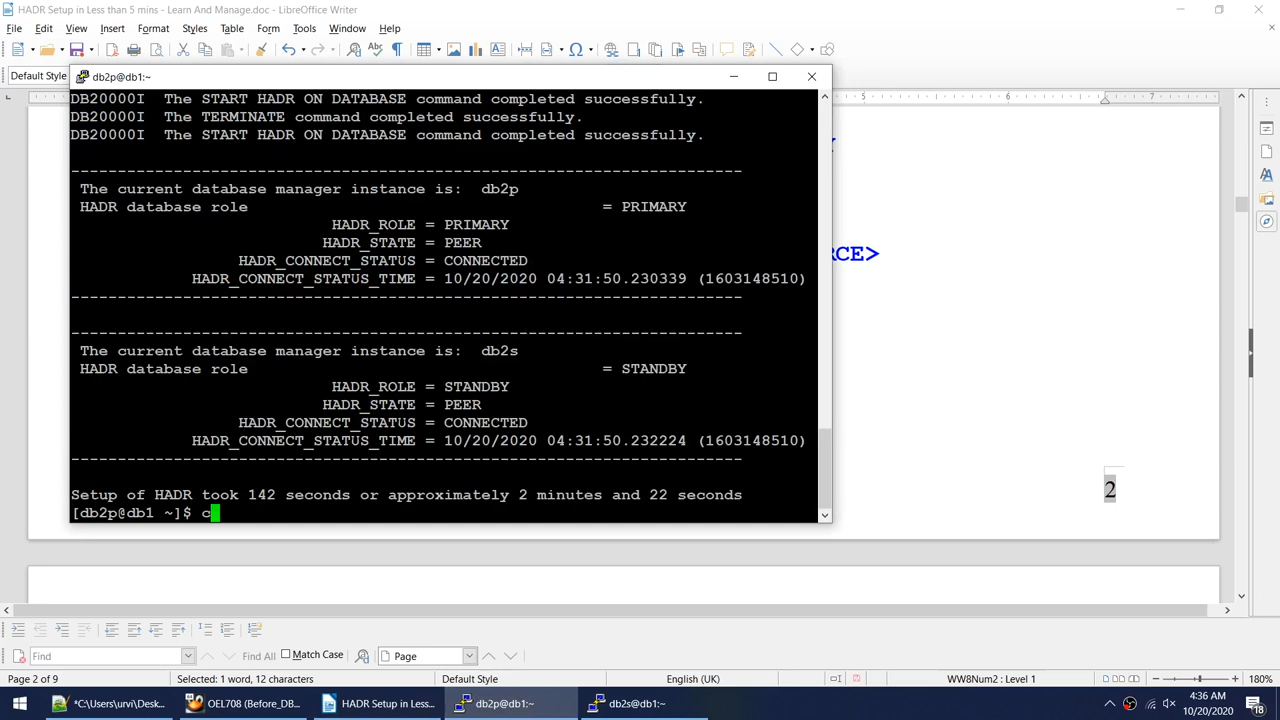 HADR Setup in Less than 5 mins - Learn And Manage.doc - LibreOffice Writer
File Edit View Insert Format Styles Table Form Tools Window Help
Default Style
5 6 7
db2p@db1:~
DB20000I The START HADR ON DATABASE command completed successfully.
DB20000I The TERMINATE command completed successfully.
DB20000I The START HADR ON DATABASE command completed successfully.
--------------------------------------------------------------------------------
The current database manager instance is: db2p
HADR database role = PRIMARY
HADR_ROLE = PRIMARY
HADR_STATE = PEER
HADR_CONNECT_STATUS = CONNECTED
HADR_CONNECT_STATUS_TIME = 10/20/2020 04:31:50.230339 (1603148510)
--------------------------------------------------------------------------------
--------------------------------------------------------------------------------
The current database manager instance is: db2s
HADR database role = STANDBY
HADR_ROLE = STANDBY
HADR_STATE = PEER
HADR_CONNECT_STATUS = CONNECTED
HADR_CONNECT_STATUS_TIME = 10/20/2020 04:31:50.232224 (1603148510)
--------------------------------------------------------------------------------
Setup of HADR took 142 seconds or approximately 2 minutes and 22 seconds
[db2p@db1 ~]$ c
RCE>
2
Find Find All Match Case Page
Page 2 of 9 Selected: 1 word, 12 characters Default Style English (UK) WW8Num2 : Level 1 180%
*C:\Users\urvi\Desk... OEL708 (Before_DB... HADR Setup in Less... db2p@db1:~ db2s@db1:~ 4:36 AM
10/20/2020 18